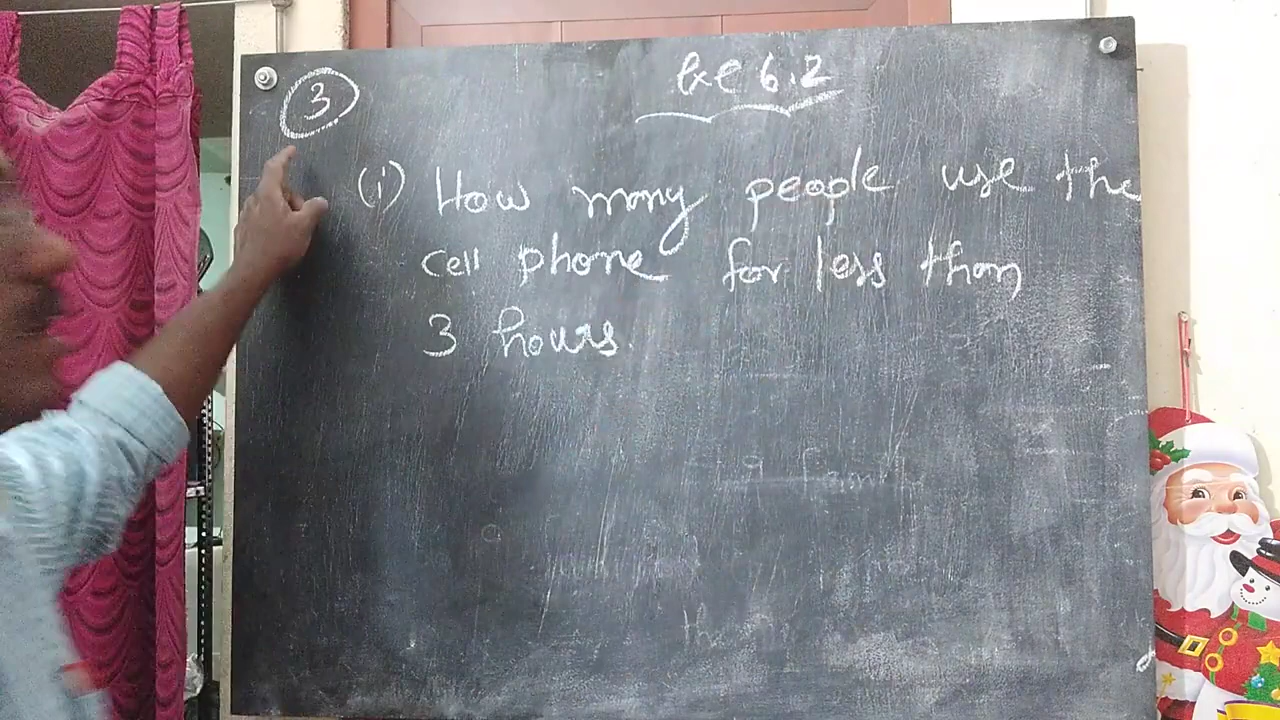 Exe 6.2
3
(i) How many people use the
cell phone for less than
3 hours.